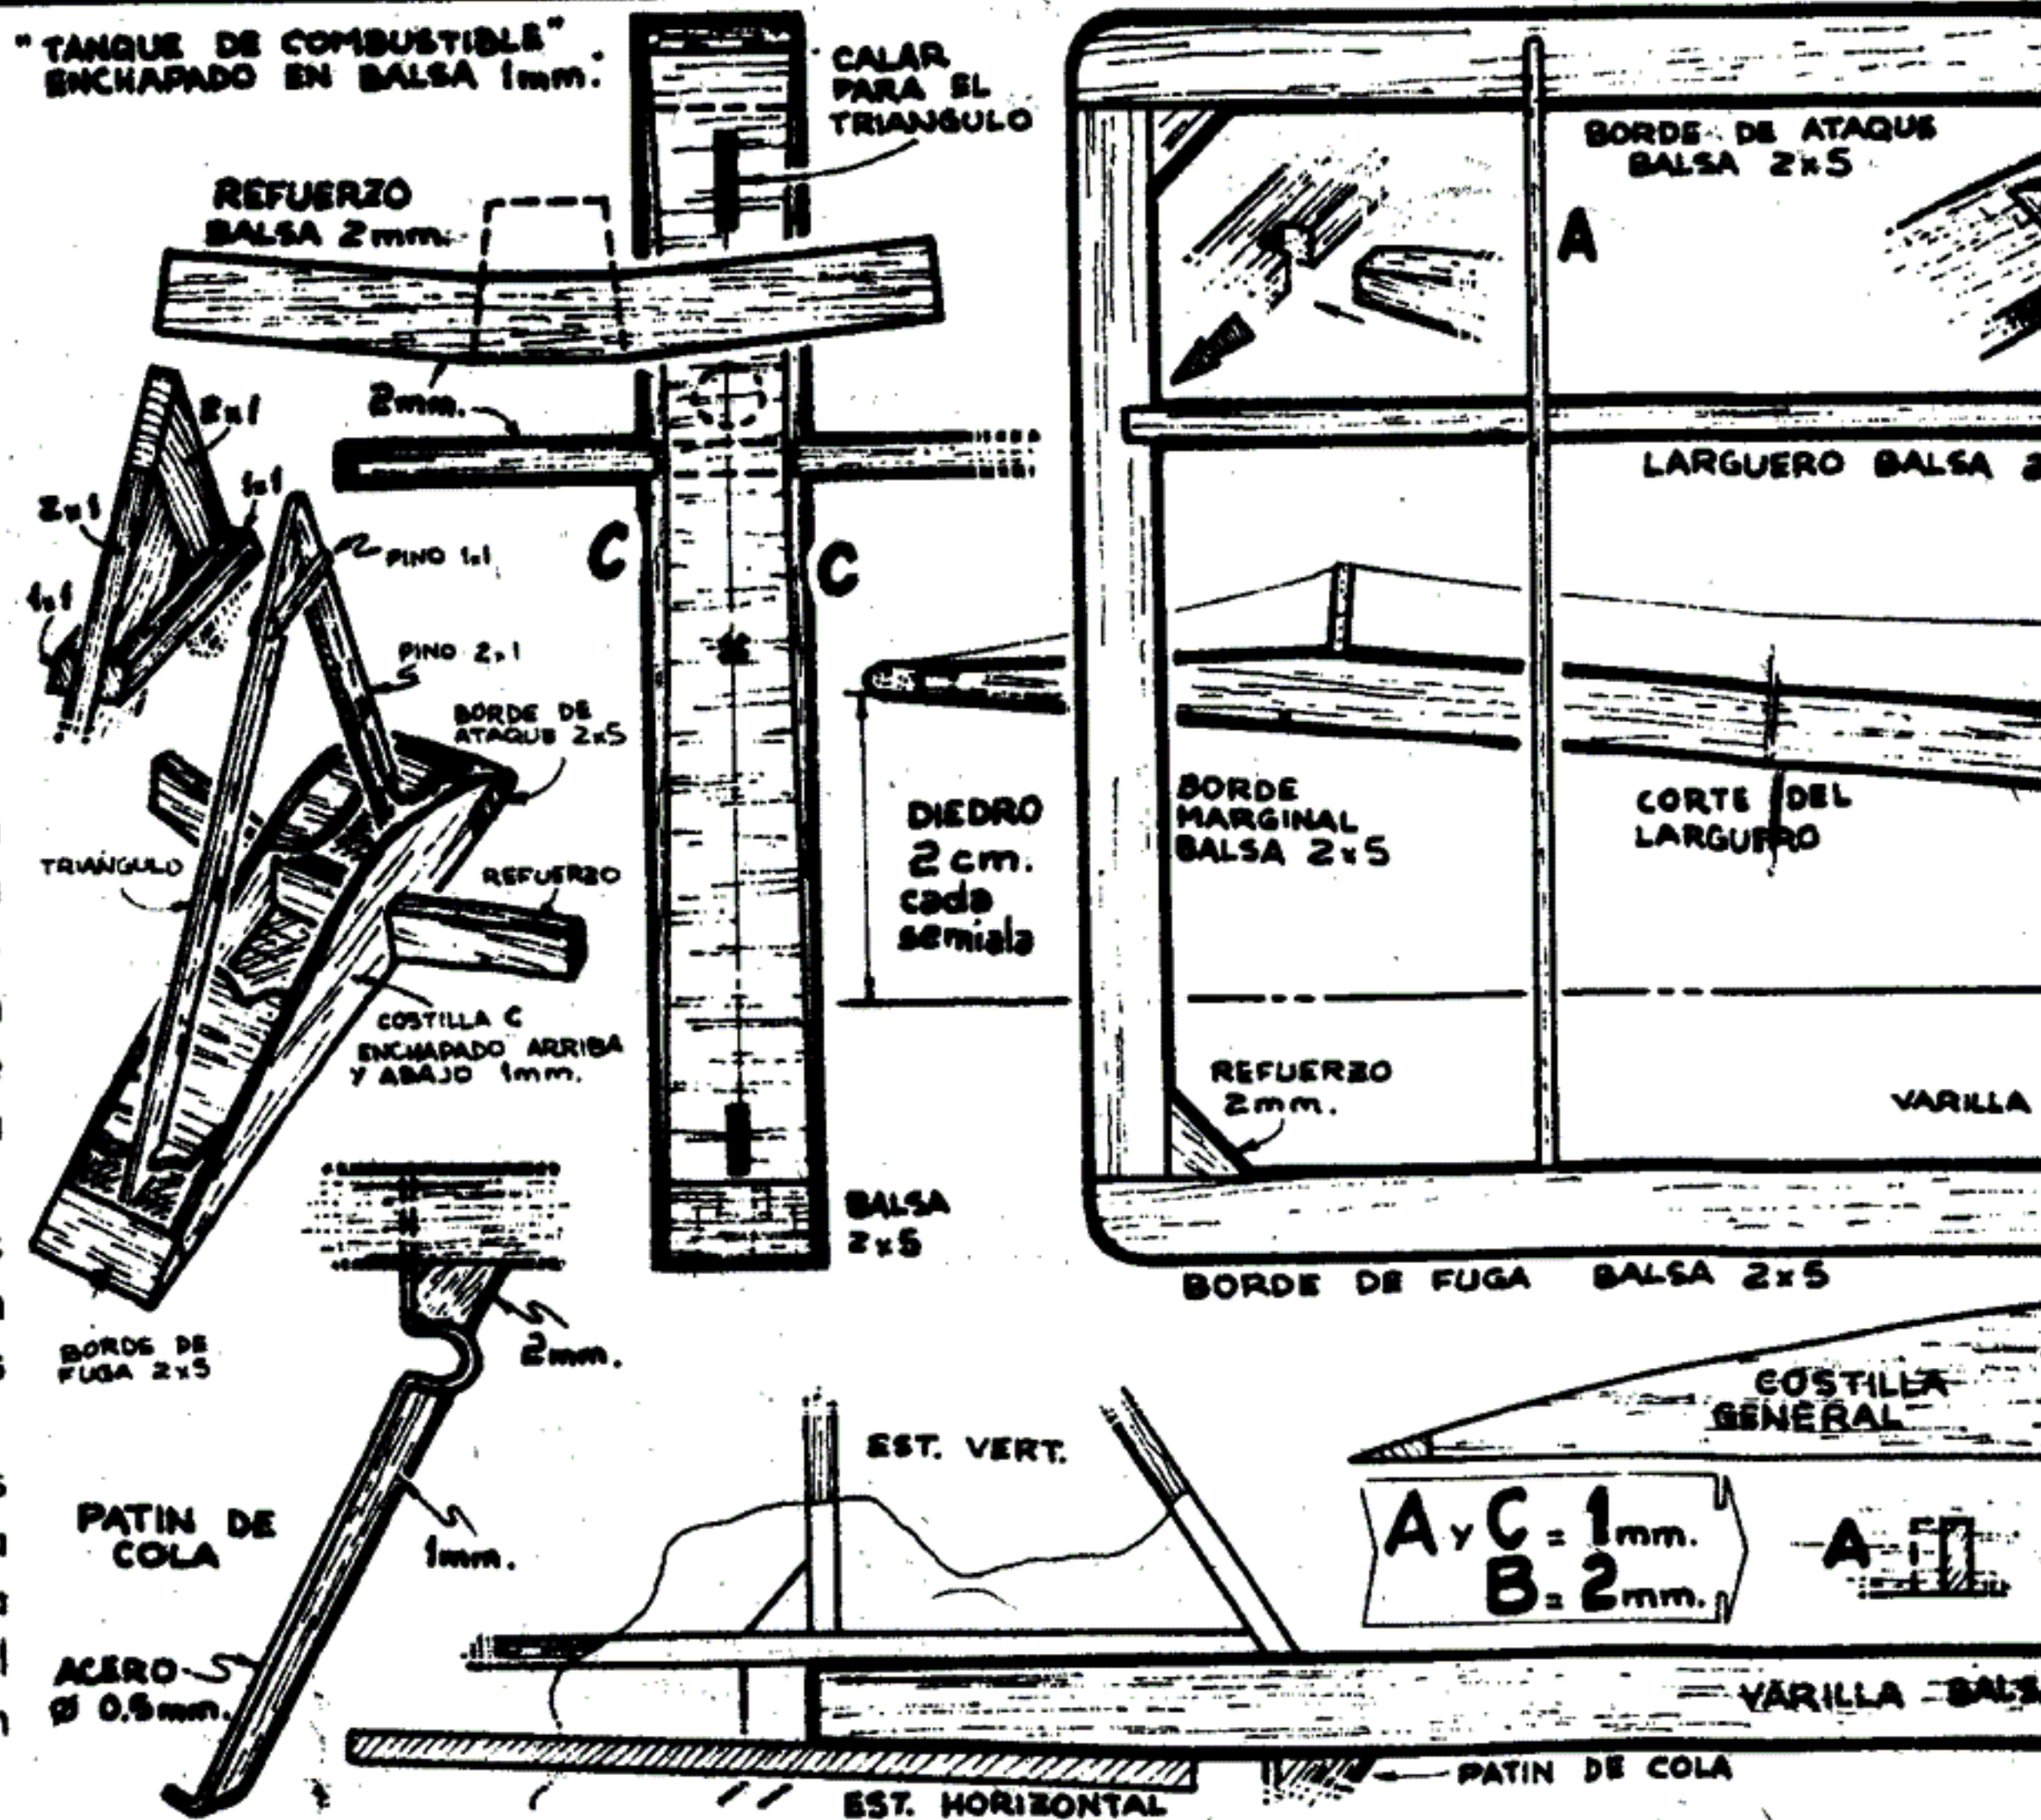 "TANQUE DE COMBUSTIBLE"
ENCHAPADO EN BALSA 1mm.
CALAR
PARA EL
TRIANGULO
REFUERZO
BALSA 2mm.
2mm.
2x1
2x1
1x1
1x1
PINO 1x1
PINO 2x1
BORDE DE
ATAQUE 2x5
TRIANGULO
REFUERZO
COSTILLA C
ENCHAPADO ARRIBA
Y ABAJO 1mm.
BORDE DE
FUGA 2x5
C
C
BALSA
2x5
BORDE DE ATAQUE
BALSA 2x5
A
LARGUERO BALSA
DIEDRO
2 cm.
cada
semiala
BORDE
MARGINAL
BALSA 2x5
CORTE DEL
LARGUERO
REFUERZO
2mm.
VARILLA
BORDE DE FUGA BALSA 2x5
2mm.
PATIN DE
COLA
1mm.
ACERO
Ø 0.5mm.
EST. VERT.
COSTILLA
GENERAL
A y C = 1mm.
B = 2mm.
A
VARILLA
PATIN DE COLA
EST. HORIZONTAL